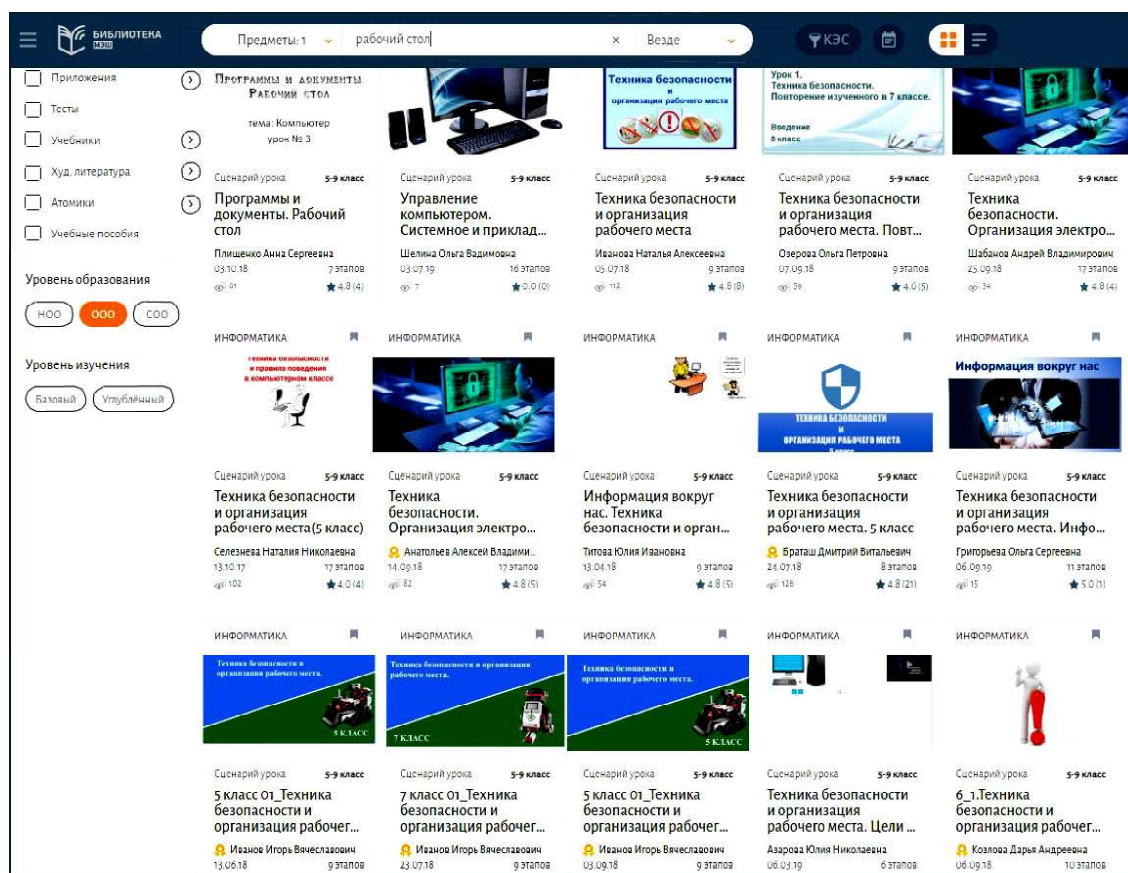 БИБЛИОТЕКА
МЭШ
Предметы: 1
рабочий стол
×
Везде
КЭС
Приложения
Тесты
Учебники
Худ. литература
Атомики
Учебные пособия
Уровень образования
НОО
ООО
СОО
Уровень изучения
Базовый
Углублённый
Программы и документы
Рабочий стол
тема: Компьютер
урок № 3
Сценарий урока 5-9 класс
Программы и
документы. Рабочий
стол
Плищенко Анна Сергеевна
03.10.18 7 этапов
61 4.8 (4)
Сценарий урока 5-9 класс
Управление
компьютером.
Системное и приклад...
Шелина Ольга Вадимовна
03.07.19 16 этапов
7 0.0 (0)
Техника безопасности
и
организация рабочего места
Сценарий урока 5-9 класс
Техника безопасности
и организация
рабочего места
Иванова Наталья Алексеевна
05.07.18 9 этапов
112 4.8 (8)
Урок 1.
Техника безопасности.
Повторение изученного в 7 классе.
Введение
8 класс
Сценарий урока 5-9 класс
Техника безопасности
и организация
рабочего места. Повт...
Озерова Ольга Петровна
07.09.18 9 этапов
59 4.6 (5)
Сценарий урока 5-9 класс
Техника
безопасности.
Организация электро...
Шабанов Андрей Владимирович
25.09.18 17 этапов
34 4.8 (4)
ИНФОРМАТИКА
Техника безопасности
и правила поведения
в компьютерном классе
Сценарий урока 5-9 класс
Техника безопасности
и организация
рабочего места(5 класс)
Селезнева Наталия Николаевна
13.10.17 17 этапов
102 4.0 (4)
ИНФОРМАТИКА
Сценарий урока 5-9 класс
Техника
безопасности.
Организация электро...
Анатольев Алексей Владими...
14.09.18 17 этапов
82 4.8 (5)
ИНФОРМАТИКА
Сценарий урока 5-9 класс
Информация вокруг
нас. Техника
безопасности и орган...
Титова Юлия Ивановна
13.04.18 9 этапов
54 4.8 (5)
ИНФОРМАТИКА
ТЕХНИКА БЕЗОПАСНОСТИ
И
ОРГАНИЗАЦИЯ РАБОЧЕГО МЕСТА
5 класс
Сценарий урока 5-9 класс
Техника безопасности
и организация
рабочего места. 5 класс
Браташ Дмитрий Витальевич
24.07.18 8 этапов
126 4.8 (21)
ИНФОРМАТИКА
Информация вокруг нас
Сценарий урока 5-9 класс
Техника безопасности
и организация
рабочего места. Инфо...
Григорьева Ольга Сергеевна
06.09.19 11 этапов
15 5.0 (1)
ИНФОРМАТИКА
Техника безопасности и
организация рабочего места.
5 КЛАСС
Сценарий урока 5-9 класс
5 класс 01_Техника
безопасности и
организация рабочег...
Иванов Игорь Вячеславович
13.06.18 9 этапов
ИНФОРМАТИКА
Техника безопасности и организация
рабочего места.
7 КЛАСС
Сценарий урока 5-9 класс
7 класс 01_Техника
безопасности и
организация рабочег...
Иванов Игорь Вячеславович
23.07.18 9 этапов
ИНФОРМАТИКА
Техника безопасности и
организация рабочего места.
5 КЛАСС
Сценарий урока 5-9 класс
5 класс 01_Техника
безопасности и
организация рабочег...
Иванов Игорь Вячеславович
03.09.18 9 этапов
ИНФОРМАТИКА
Сценарий урока 5-9 класс
Техника безопасности
и организация
рабочего места. Цели ...
Азарова Юлия Николаевна
06.03.19 6 этапов
ИНФОРМАТИКА
Сценарий урока 5-9 класс
6_1.Техника
безопасности и
организация рабочег...
Козлова Дарья Андреевна
06.09.18 10 этапов